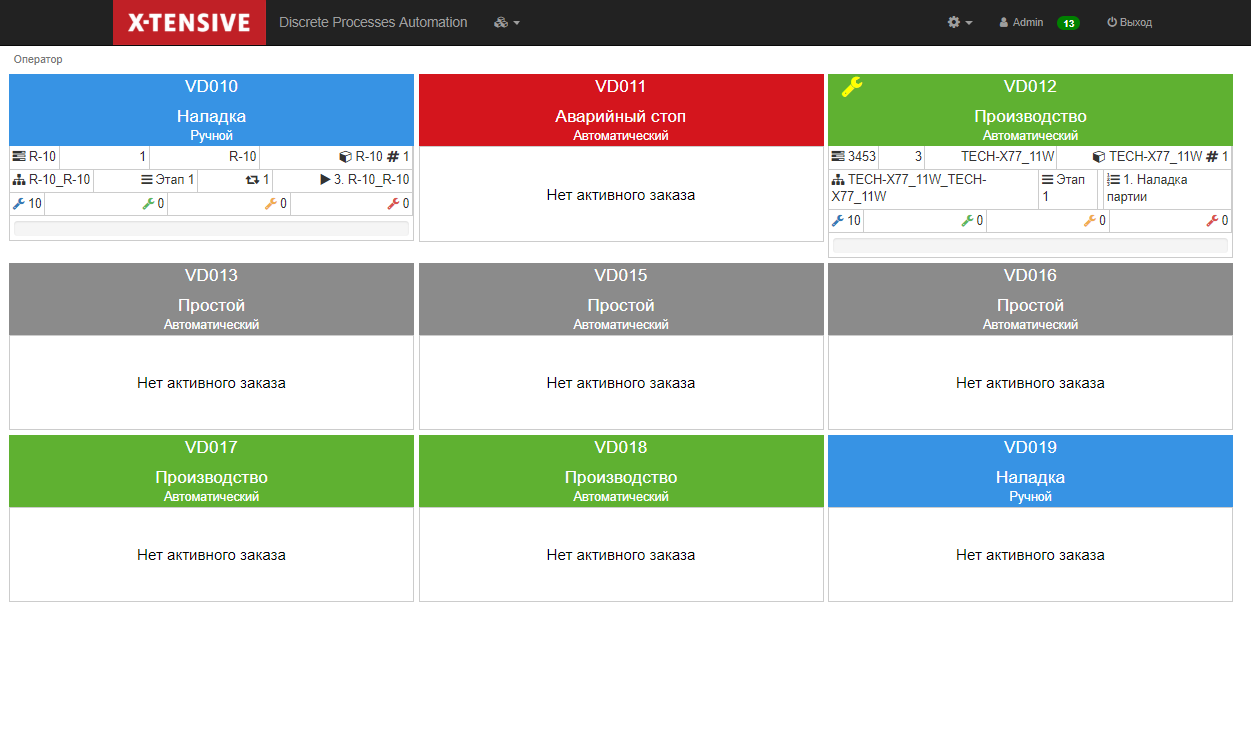 X-TENSIVE Discrete Processes Automation Admin 13 Выход
Оператор
VD010 VD011 VD012
Наладка Аварийный стоп Производство
Ручной Автоматический Автоматический
R-10 1 R-10 R-10 # 1
R-10_R-10 Этап 1 1 3. R-10_R-10
10 0 0 0
Нет активного заказа
3453 3 TECH-X77_11W TECH-X77_11W # 1
TECH-X77_11W_TECH- Этап 1. Наладка
X77_11W 1 партии
10 0 0 0
VD013 VD015 VD016
Простой Простой Простой
Автоматический Автоматический Автоматический
Нет активного заказа Нет активного заказа Нет активного заказа
VD017 VD018 VD019
Производство Производство Наладка
Автоматический Автоматический Ручной
Нет активного заказа Нет активного заказа Нет активного заказа